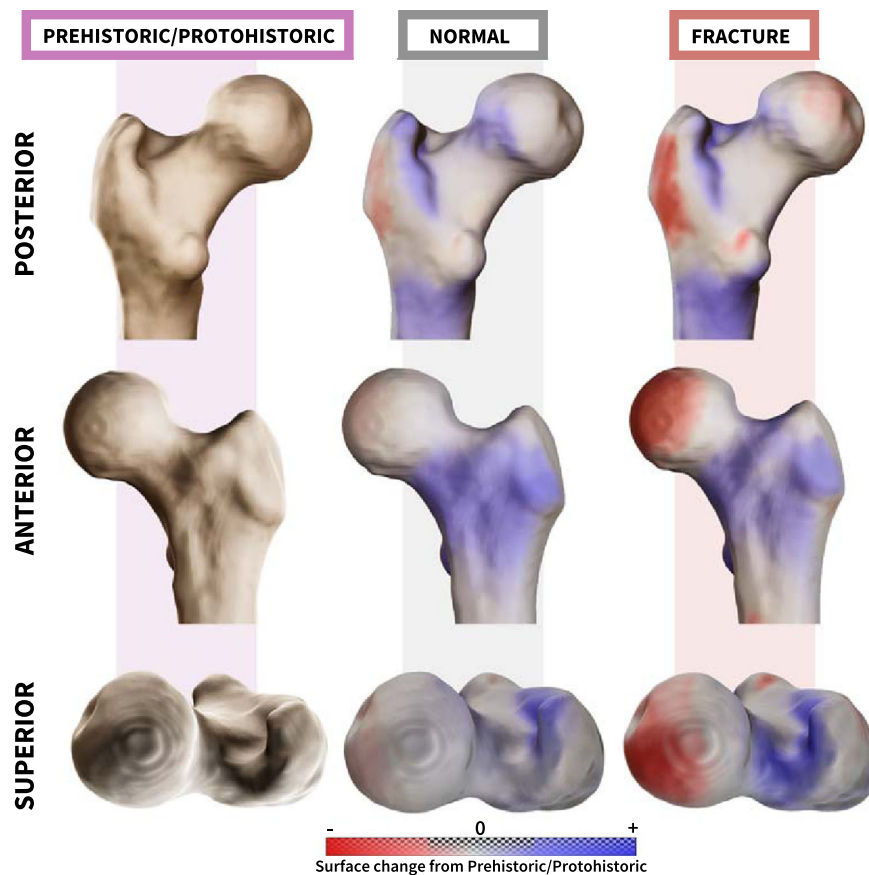 PREHISTORIC/PROTOHISTORIC
NORMAL
FRACTURE
POSTERIOR
ANTERIOR
SUPERIOR
- 0 +
Surface change from Prehistoric/Protohistoric